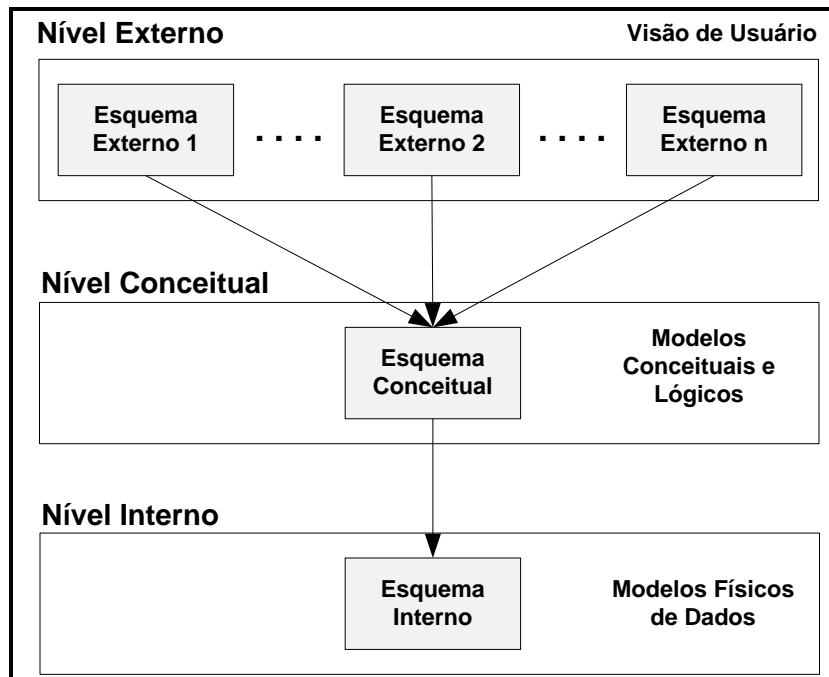 Nível Externo
Visão de Usuário
Esquema
Externo 1
. . . .
Esquema
Externo 2
. . . .
Esquema
Externo n
Nível Conceitual
Esquema
Conceitual
Modelos
Conceituais e
Lógicos
Nível Interno
Esquema
Interno
Modelos Físicos
de Dados